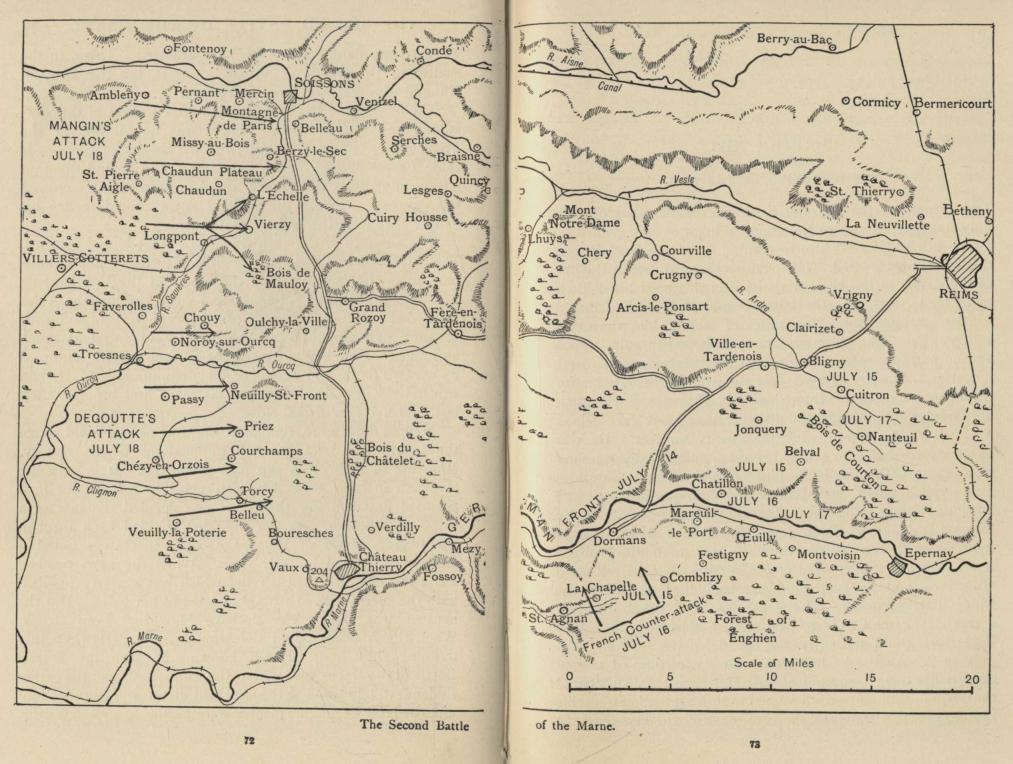 Fontenoy
Condé
Ambleny
Pernant
Mercin
SOISSONS
Venizel
Montagne
de Paris
MANGIN'S
ATTACK
JULY 18
Belleau
Missy-au-Bois
Berzy-le-Sec
Serches
Braisne
St. Pierre
Aigle
Chaudun Plateau
Chaudun
Quincy
Lesges
L'Echelle
Cuiry Housse
Vierzy
Longpont
VILLERS COTTERETS
Bois de
Mauloy
R. Savières
Faverolles
Grand
Rozoy
Fère-en-
Tardenois
Chouy
Oulchy-la-Ville
Noroy-sur-Ourcq
Troesnes
R. Ourcq
R. Ourcq
Passy
Neuilly-St.-Front
DEGOUTTE'S
ATTACK
JULY 18
Priez
Courchamps
Bois du
Châtelet
Chézy-en-Orzois
R. Clignon
Torcy
Belleu
Veuilly-la-Poterie
Bouresches
Verdilly
GER
Mézy
Vaux
204
Château
Thierry
Fossoy
R. Marne
R. Marne
The Second Battle
72
Berry-au-Bac
R. Aisne
Canal
Cormicy
Bermericourt
R. Vesle
St. Thierry
Mont
Notre Dame
La Neuvillette
Bétheny
Lhuys
Chery
Courville
Crugny
REIMS
R. Ardre
Arcis-le-Ponsart
Vrigny
Clairizet
Ville-en-
Tardenois
Bligny
JULY 15
Cuitron
JULY 17
Jonquery
Nanteuil
Bois de Courton
Belval
JULY 15
MAN FRONT JULY 14
Chatillon
JULY 16
Mareuil-
-le Port
JULY 17
Dormans
Œuilly
Festigny
Montvoisin
Epernay
La Chapelle
Comblizy
JULY 15
St. Agnan
French Counter-attack
JULY 16
Forest of
Enghien
Scale of Miles
0 5 10 15 20
of the Marne.
73